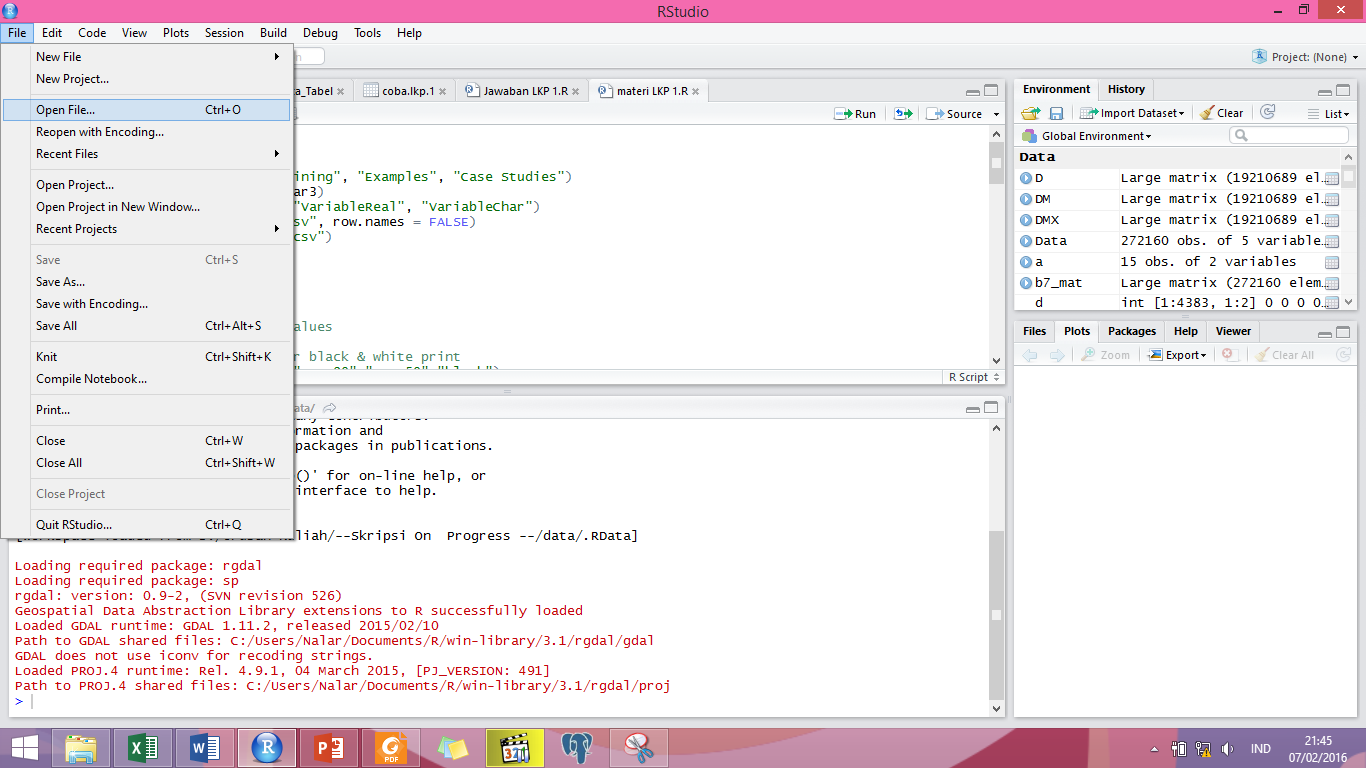 RStudio
File Edit Code View Plots Session Build Debug Tools Help
Project: (None)
New File
New Project...
Open File... Ctrl+O
Reopen with Encoding...
Recent Files
Open Project...
Open Project in New Window...
Recent Projects
Save Ctrl+S
Save As...
Save with Encoding...
Save All Ctrl+Alt+S
Knit Ctrl+Shift+K
Compile Notebook...
Print...
Close Ctrl+W
Close All Ctrl+Shift+W
Close Project
Quit RStudio... Ctrl+Q
a_Tabel coba.lkp.1 Jawaban LKP 1.R materi LKP 1.R
Run Source
ining", "Examples", "Case Studies")
ar3)
"VariableReal", "VariableChar")
sv", row.names = FALSE)
csv")
alues
r black & white print
R Script
ata/
ormation and
packages in publications.
()' for on-line help, or
interface to help.
--Skripsi On  Progress --/data/.RData]
Loading required package: rgdal
Loading required package: sp
rgdal: version: 0.9-2, (SVN revision 526)
Geospatial Data Abstraction Library extensions to R successfully loaded
Loaded GDAL runtime: GDAL 1.11.2, released 2015/02/10
Path to GDAL shared files: C:/Users/Nalar/Documents/R/win-library/3.1/rgdal/gdal
GDAL does not use iconv for recoding strings.
Loaded PROJ.4 runtime: Rel. 4.9.1, 04 March 2015, [PJ_VERSION: 491]
Path to PROJ.4 shared files: C:/Users/Nalar/Documents/R/win-library/3.1/rgdal/proj
>
Environment History
Import Dataset Clear List
Global Environment
Data
D Large matrix (19210689 el...
DM Large matrix (19210689 el...
DMX Large matrix (19210689 el...
Data 272160 obs. of 5 variable...
a 15 obs. of 2 variables
b7_mat Large matrix (272160 elem...
d int [1:4383, 1:2] 0 0 0 0...
Files Plots Packages Help Viewer
Zoom Export Clear All
PDF
321
IND
21:45
07/02/2016